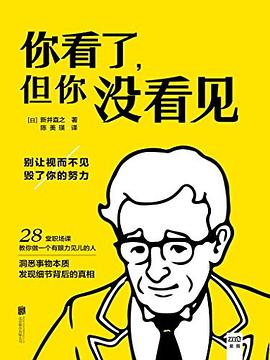 你看了，
但你没看见
［日］新井直之 著
陈美瑛 译
别让视而不见
毁了你的努力
28堂职场课
教你做一个有眼力见儿的人
洞悉事物本质
发现细节背后的真相